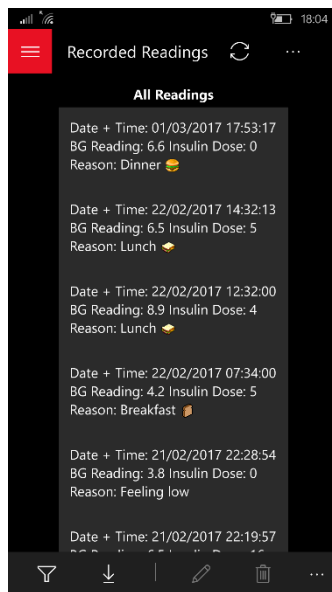 18:04
Recorded Readings
All Readings
Date + Time: 01/03/2017 17:53:17
BG Reading: 6.6 Insulin Dose: 0
Reason: Dinner 🍔
Date + Time: 22/02/2017 14:32:13
BG Reading: 6.5 Insulin Dose: 5
Reason: Lunch
Date + Time: 22/02/2017 12:32:00
BG Reading: 8.9 Insulin Dose: 4
Reason: Lunch
Date + Time: 22/02/2017 07:34:00
BG Reading: 4.2 Insulin Dose: 5
Reason: Breakfast
Date + Time: 21/02/2017 22:28:54
BG Reading: 3.8 Insulin Dose: 0
Reason: Feeling low
Date + Time: 21/02/2017 22:19:57